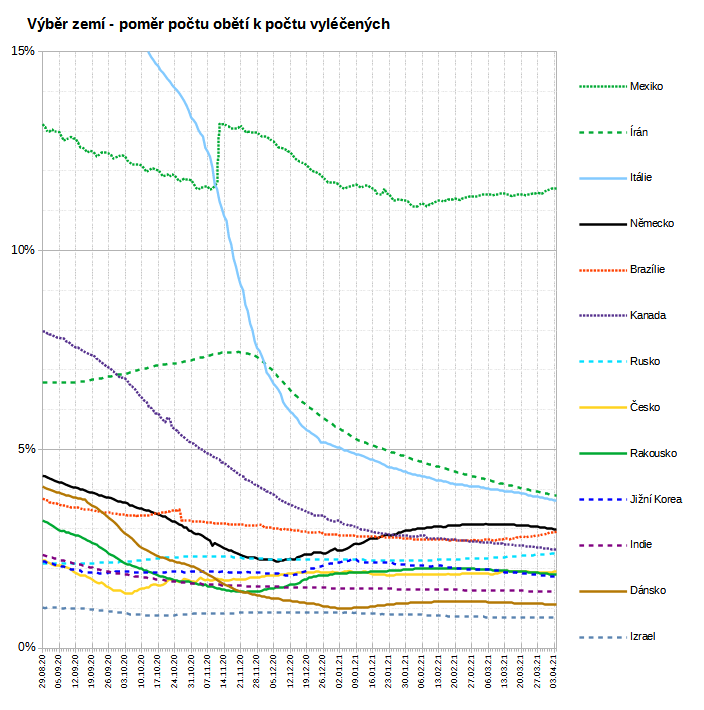 Výběr zemí - poměr počtu obětí k počtu vyléčených
15%
10%
5%
0%
Mexiko
Írán
Itálie
Německo
Brazílie
Kanada
Rusko
Česko
Rakousko
Jižní Korea
Indie
Dánsko
Izrael
29.08.20
05.09.20
12.09.20
19.09.20
26.09.20
03.10.20
10.10.20
17.10.20
24.10.20
31.10.20
07.11.20
14.11.20
21.11.20
28.11.20
05.12.20
12.12.20
19.12.20
26.12.20
02.01.21
09.01.21
16.01.21
23.01.21
30.01.21
06.02.21
13.02.21
20.02.21
27.02.21
06.03.21
13.03.21
20.03.21
27.03.21
03.04.21